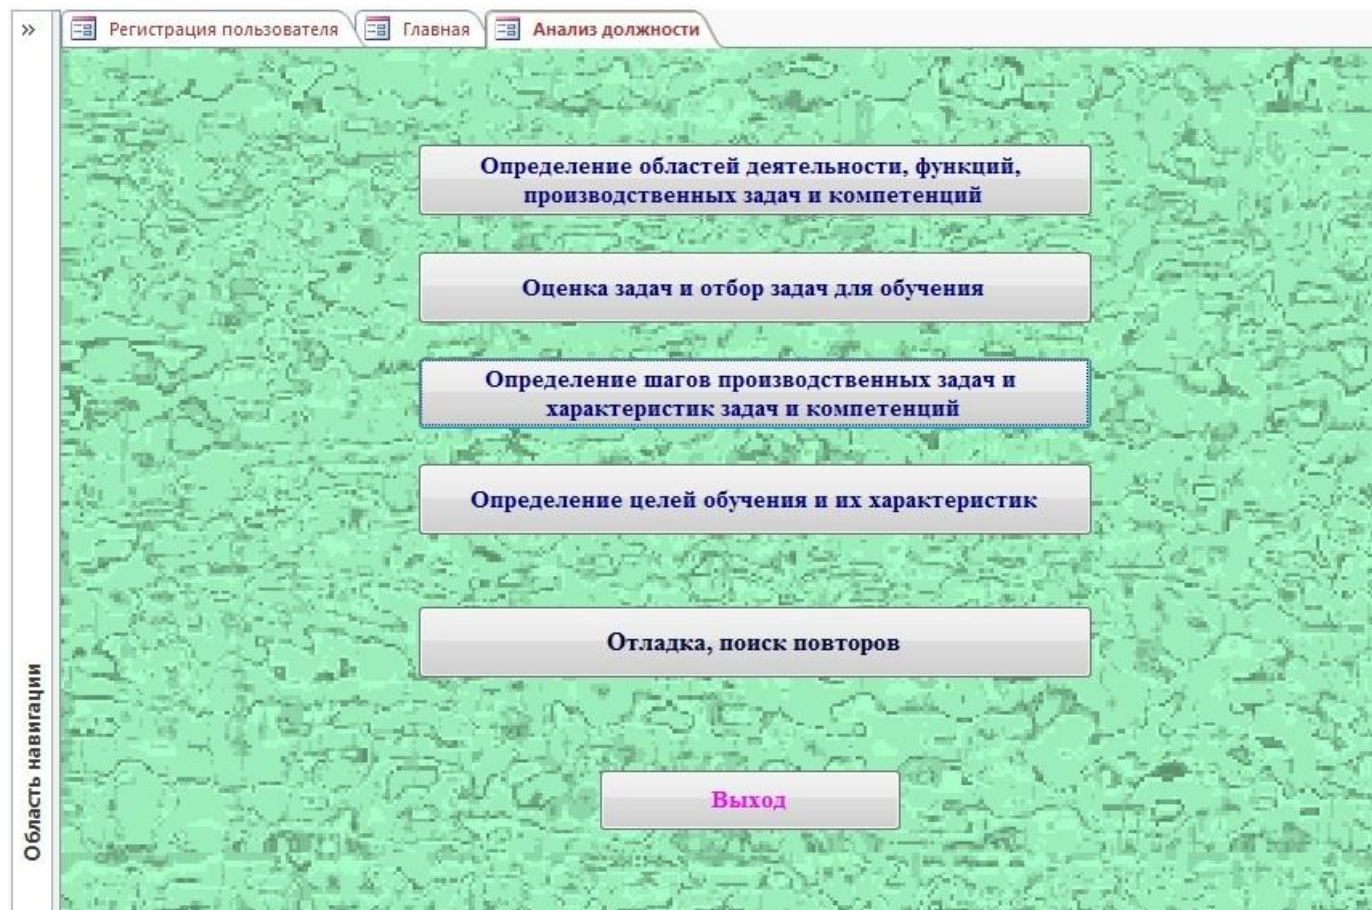 »
Регистрация пользователя
Главная
Анализ должности
Определение областей деятельности, функций,
производственных задач и компетенций
Оценка задач и отбор задач для обучения
Определение шагов производственных задач и
характеристик задач и компетенций
Определение целей обучения и их характеристик
Отладка, поиск повторов
Выход
Область навигации